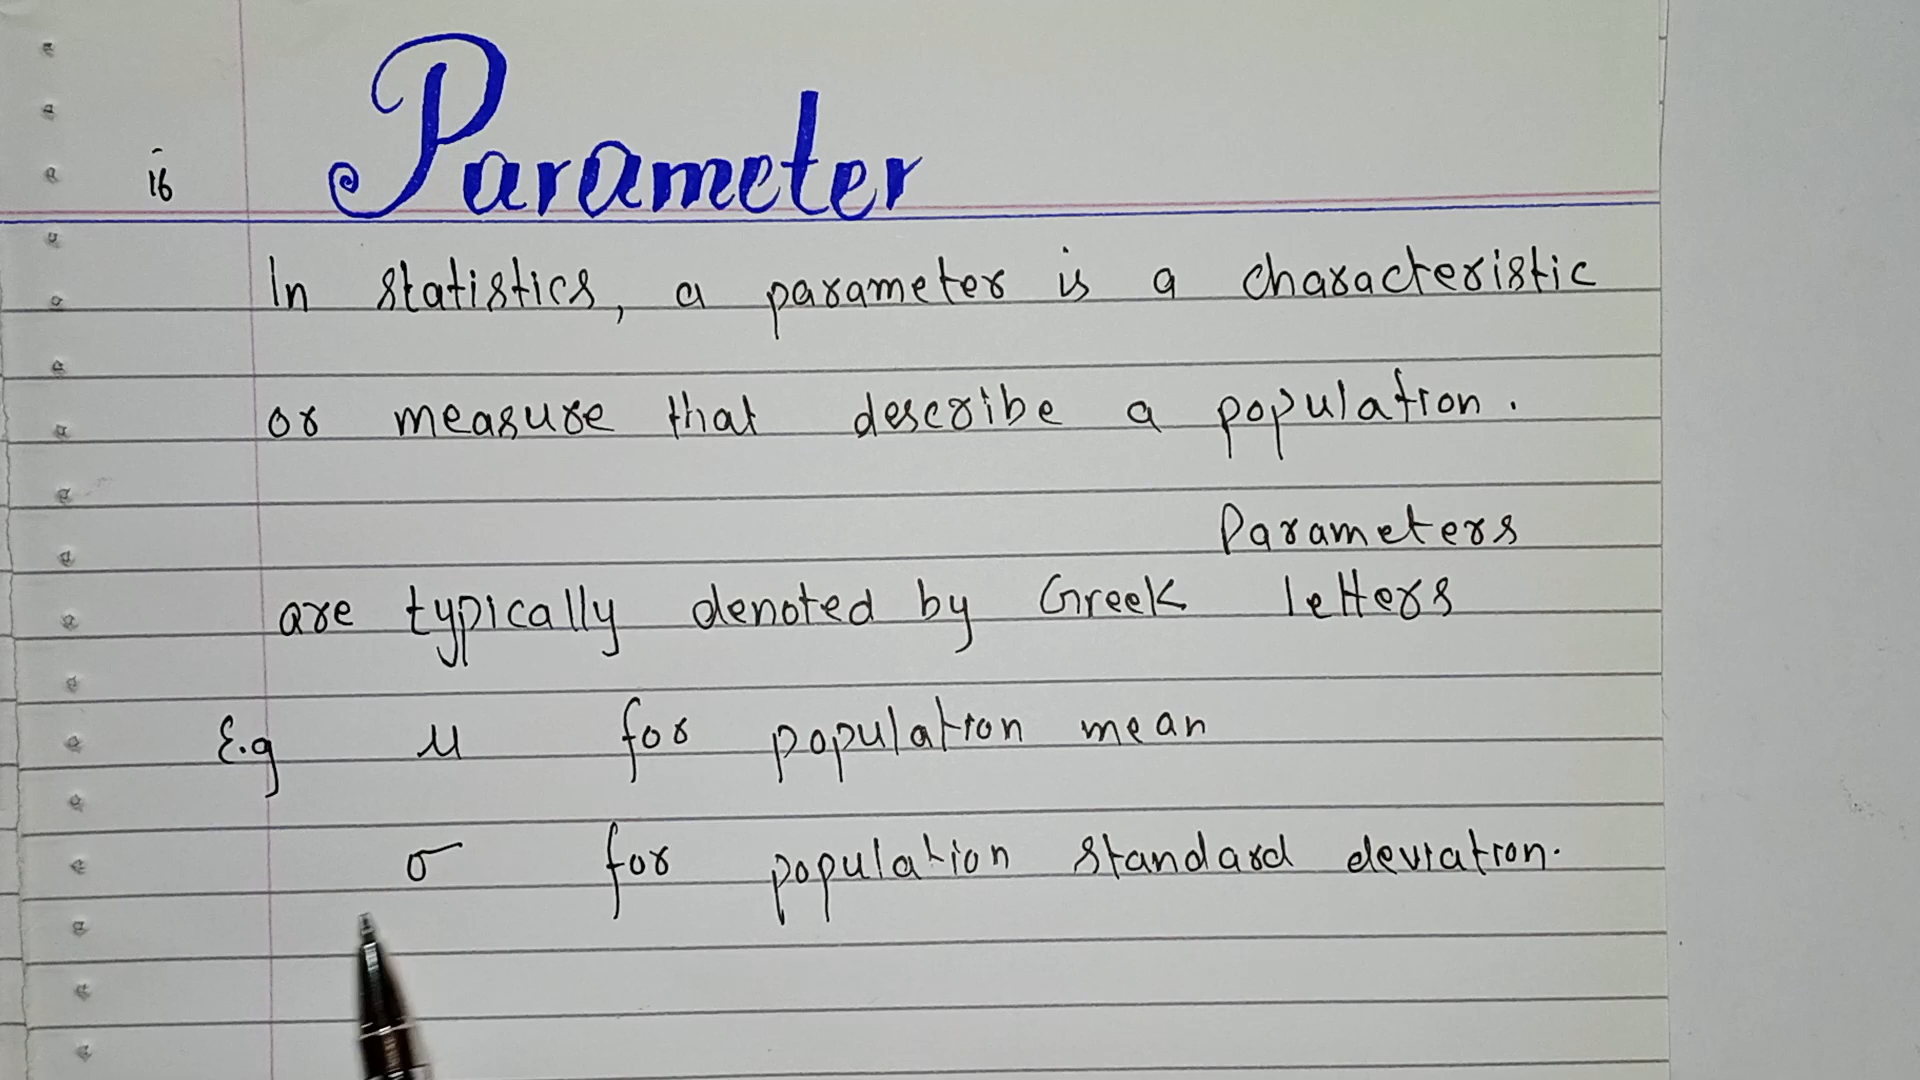 16
Parameter
In statistics, a parameter is a characteristic
or measure that describe a population.
Parameters
are typically denoted by Greek letters
E.g μ for population mean
σ for population standard deviation.